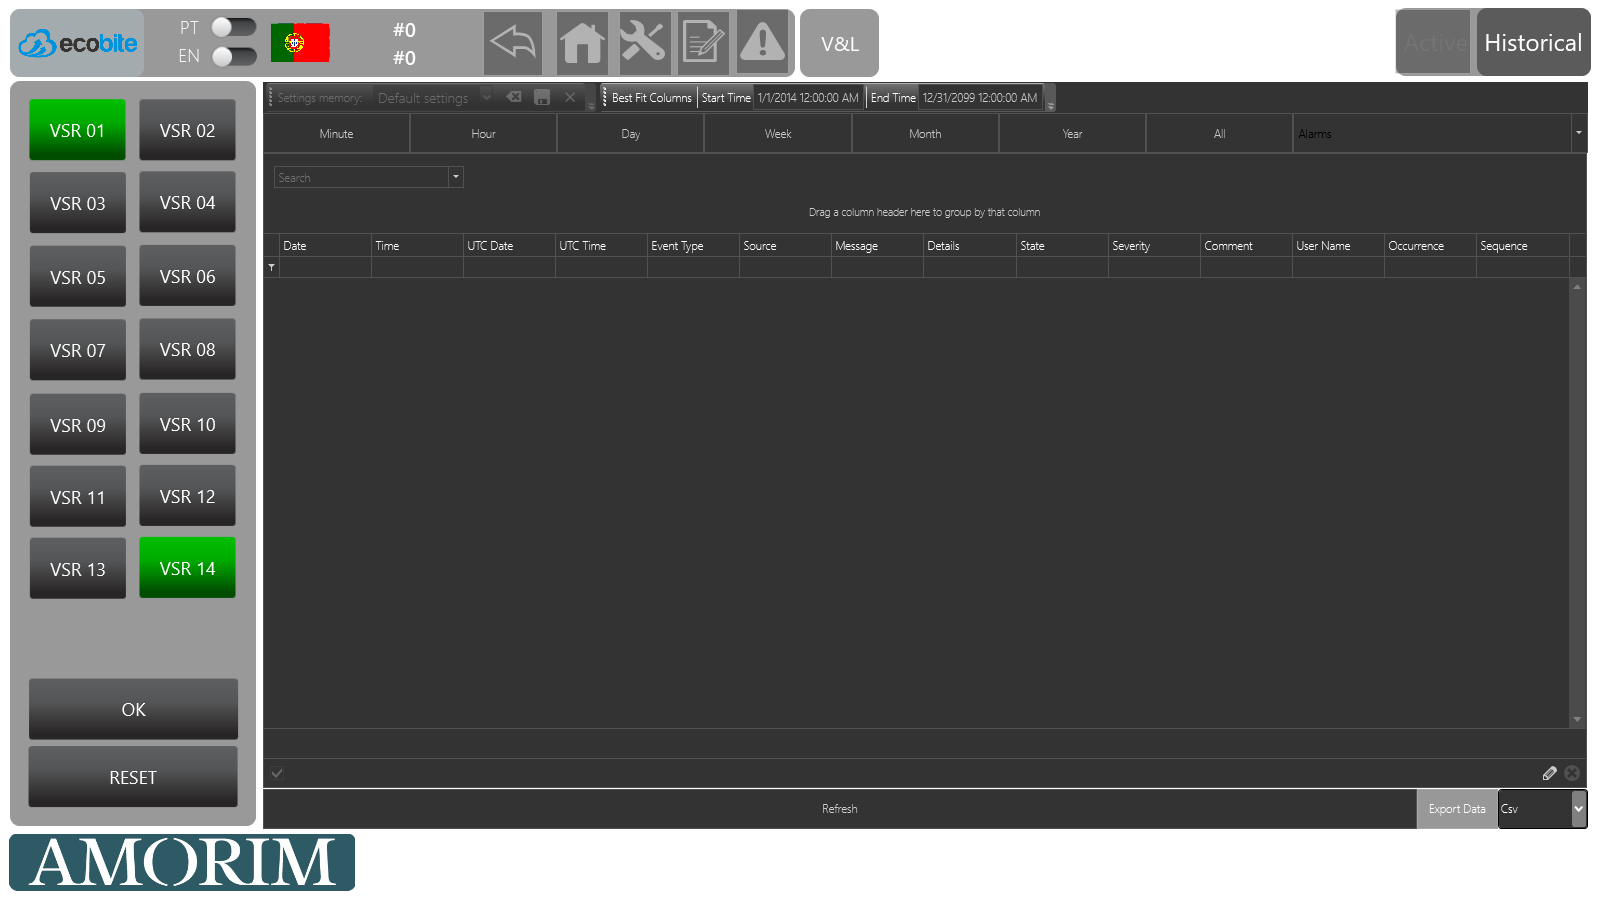 ecobite
PT
EN
#0
#0
V&L
Active
Historical
VSR 01
VSR 02
VSR 03
VSR 04
VSR 05
VSR 06
VSR 07
VSR 08
VSR 09
VSR 10
VSR 11
VSR 12
VSR 13
VSR 14
OK
RESET
Settings memory: Default settings
Best Fit Columns Start Time 1/1/2014 12:00:00 AM End Time 12/31/2099 12:00:00 AM
Minute Hour Day Week Month Year All Alarms
Search
Drag a column header here to group by that column
Date Time UTC Date UTC Time Event Type Source Message Details State Severity Comment User Name Occurrence Sequence
Refresh
Export Data
Csv
AMORIM